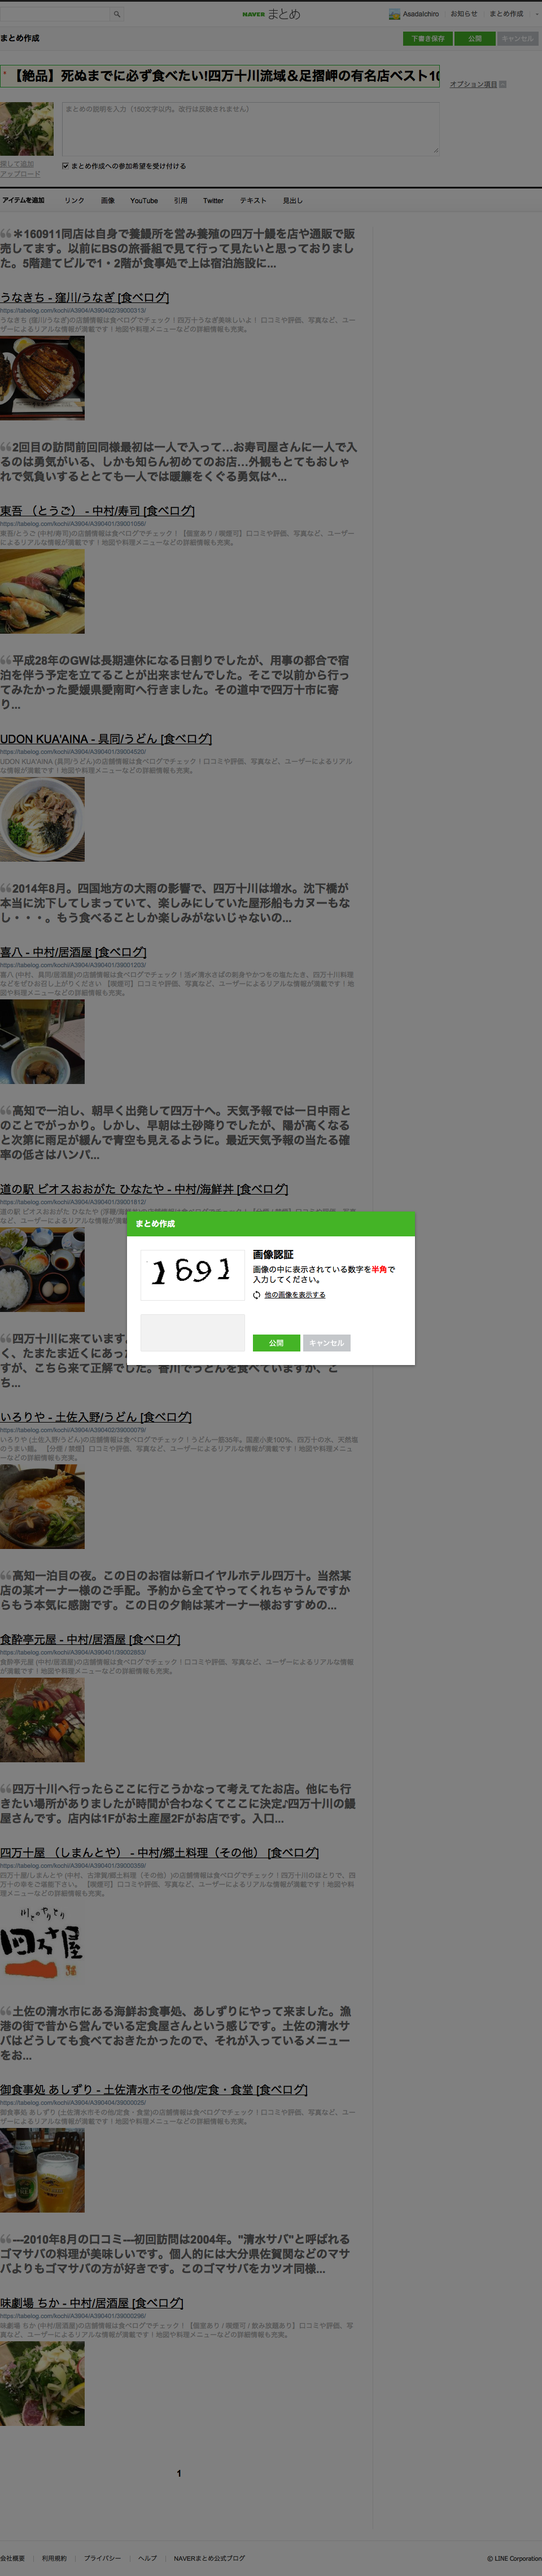 NAVER まとめ
AsadaIchiro
お知らせ
まとめ作成
まとめ作成
下書き保存
公開
キャンセル
* 【絶品】死ぬまでに必ず食べたい!四万十川流域&足摺岬の有名店ベスト10
オプション項目
まとめの説明を入力（150文字以内。改行は反映されません）
探して追加
アップロード
まとめ作成への参加希望を受け付ける
アイテムを追加 リンク 画像 YouTube 引用 Twitter テキスト 見出し
＊160911同店は自身で養鰻所を営み養殖の四万十鰻を店や通販で販
売してます。以前にBSの旅番組で見て行って見たいと思っておりまし
た。5階建てビルで1・2階が食事処で上は宿泊施設に...
うなきち - 窪川/うなぎ [食べログ]
https://tabelog.com/kochi/A3904/A390402/39000313/
うなきち (窪川/うなぎ)の店舗情報は食べログでチェック！四万十うなぎ美味しいよ！ 口コミや評価、写真など、ユー
ザーによるリアルな情報が満載です！地図や料理メニューなどの詳細情報も充実。
2回目の訪問前回同様最初は一人で入って…お寿司屋さんに一人で入
るのは勇気がいる、しかも知らん初めてのお店…外観もとてもおしゃ
れで気負いするととても一人では暖簾をくぐる勇気は^...
東吾 （とうご） - 中村/寿司 [食べログ]
https://tabelog.com/kochi/A3904/A390401/39001056/
東吾/とうご (中村/寿司)の店舗情報は食べログでチェック！【個室あり / 喫煙可】口コミや評価、写真など、ユーザー
によるリアルな情報が満載です！地図や料理メニューなどの詳細情報も充実。
平成28年のGWは長期連休になる日割りでしたが、用事の都合で宿
泊を伴う予定を立てることが出来ませんでした。そこで以前から行っ
てみたかった愛媛県愛南町へ行きました。その道中で四万十市に寄
り...
UDON KUA'AINA - 具同/うどん [食べログ]
https://tabelog.com/kochi/A3904/A390401/39004520/
UDON KUA'AINA (具同/うどん)の店舗情報は食べログでチェック！口コミや評価、写真など、ユーザーによるリアル
な情報が満載です！地図や料理メニューなどの詳細情報も充実。
2014年8月。四国地方の大雨の影響で、四万十川は増水。沈下橋が
本当に沈下してしまっていて、楽しみにしていた屋形船もカヌーもな
し・・・。もう食べることしか楽しみがないじゃないの...
喜八 - 中村/居酒屋 [食べログ]
https://tabelog.com/kochi/A3904/A390401/39001203/
喜八 (中村、具同/居酒屋)の店舗情報は食べログでチェック！活〆清水さばの刺身やかつをの塩たたき、四万十川料理
などをぜひお召し上がりください 【喫煙可】口コミや評価、写真など、ユーザーによるリアルな情報が満載です！地
図や料理メニューなどの詳細情報も充実。
高知で一泊し、朝早く出発して四万十へ。天気予報では一日中雨と
のことでがっかり。しかし、早朝は土砂降りでしたが、陽が高くなる
と次第に雨足が緩んで青空も見えるように。最近天気予報の当たる確
率の低さはハンパ...
道の駅 ビオスおおがた ひなたや - 中村/海鮮丼 [食べログ]
https://tabelog.com/kochi/A3904/A390401/39001812/
まとめ作成
1691
画像認証
画像の中に表示されている数字を半角で
入力してください。
他の画像を表示する
公開
キャンセル
四万十川に来ています
く、たまたま近くにあっ
すが、こちら来て正解でした。香川でうどんを食べていますが、こ
ち...
いろりや - 土佐入野/うどん [食べログ]
https://tabelog.com/kochi/A3904/A390402/39000079/
いろりや (土佐入野/うどん)の店舗情報は食べログでチェック！うどん一筋35年。国産小麦100%、四万十の水、天然塩
のうまい麺。 【分煙 / 禁煙】口コミや評価、写真など、ユーザーによるリアルな情報が満載です！地図や料理メニュ
ーなどの詳細情報も充実。
高知一泊目の夜。この日のお宿は新ロイヤルホテル四万十。当然某
店の某オーナー様のご手配。予約から全てやってくれちゃうんですか
らもう本気に感謝です。この日の夕餉は某オーナー様おすすめの...
食酔亭元屋 - 中村/居酒屋 [食べログ]
https://tabelog.com/kochi/A3904/A390401/39002653/
食酔亭元屋 (中村/居酒屋)の店舗情報は食べログでチェック！口コミや評価、写真など、ユーザーによるリアルな情報
が満載です！地図や料理メニューなどの詳細情報も充実。
四万十川へ行ったらここに行こうかなって考えてたお店。他にも行
きたい場所がありましたが時間が合わなくてここに決定♪四万十川の鰻
屋さんです。店内は1Fがお土産屋2Fがお店です。入口...
四万十屋 （しまんとや） - 中村/郷土料理（その他） [食べログ]
https://tabelog.com/kochi/A3904/A390401/39000359/
四万十屋/しまんとや (中村、古津賀/郷土料理（その他）)の店舗情報は食べログでチェック！四万十川のほとりで、四
万十の幸をご堪能下さい。 【喫煙可】口コミや評価、写真など、ユーザーによるリアルな情報が満載です！地図や料
理メニューなどの詳細情報も充実。
川とのやりとり
四万十屋
土佐の清水市にある海鮮お食事処、あしずりにやって来ました。漁
港の街で昔から営んでいる定食屋さんという感じです。土佐の清水サ
バはどうしても食べておきたかったので、それが入っているメニュー
をお...
御食事処 あしずり - 土佐清水市その他/定食・食堂 [食べログ]
https://tabelog.com/kochi/A3904/A390404/39000025/
御食事処 あしずり (土佐清水市その他/定食・食堂)の店舗情報は食べログでチェック！口コミや評価、写真など、ユー
ザーによるリアルな情報が満載です！地図や料理メニューなどの詳細情報も充実。
---2010年8月の口コミ---初回訪問は2004年。"清水サバ"と呼ばれる
ゴマサバの料理が美味しいです。個人的には大分県佐賀関などのマサ
バよりもゴマサバの方が好きです。このゴマサバをカツオ同様...
味劇場 ちか - 中村/居酒屋 [食べログ]
https://tabelog.com/kochi/A3904/A390401/39000296/
味劇場 ちか (中村/居酒屋)の店舗情報は食べログでチェック！【個室あり / 喫煙可 / 飲み放題あり】口コミや評価、写
真など、ユーザーによるリアルな情報が満載です！地図や料理メニューなどの詳細情報も充実。
1
会社概要 | 利用規約 | プライバシー | ヘルプ | NAVERまとめ公式ブログ
© LINE Corporation